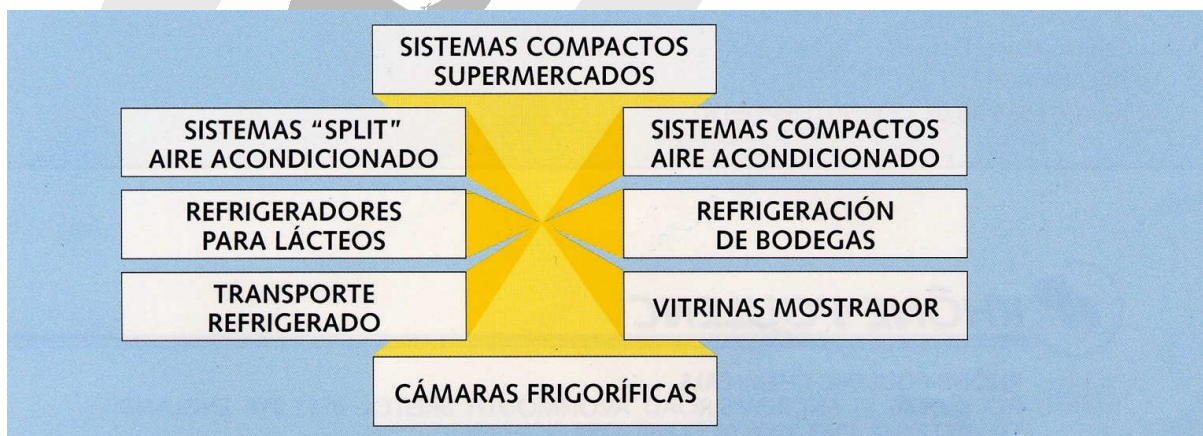 SISTEMAS COMPACTOS
SUPERMERCADOS
SISTEMAS “SPLIT”
AIRE ACONDICIONADO
SISTEMAS COMPACTOS
AIRE ACONDICIONADO
REFRIGERADORES
PARA LÁCTEOS
REFRIGERACIÓN
DE BODEGAS
TRANSPORTE
REFRIGERADO
VITRINAS MOSTRADOR
CÁMARAS FRIGORÍFICAS